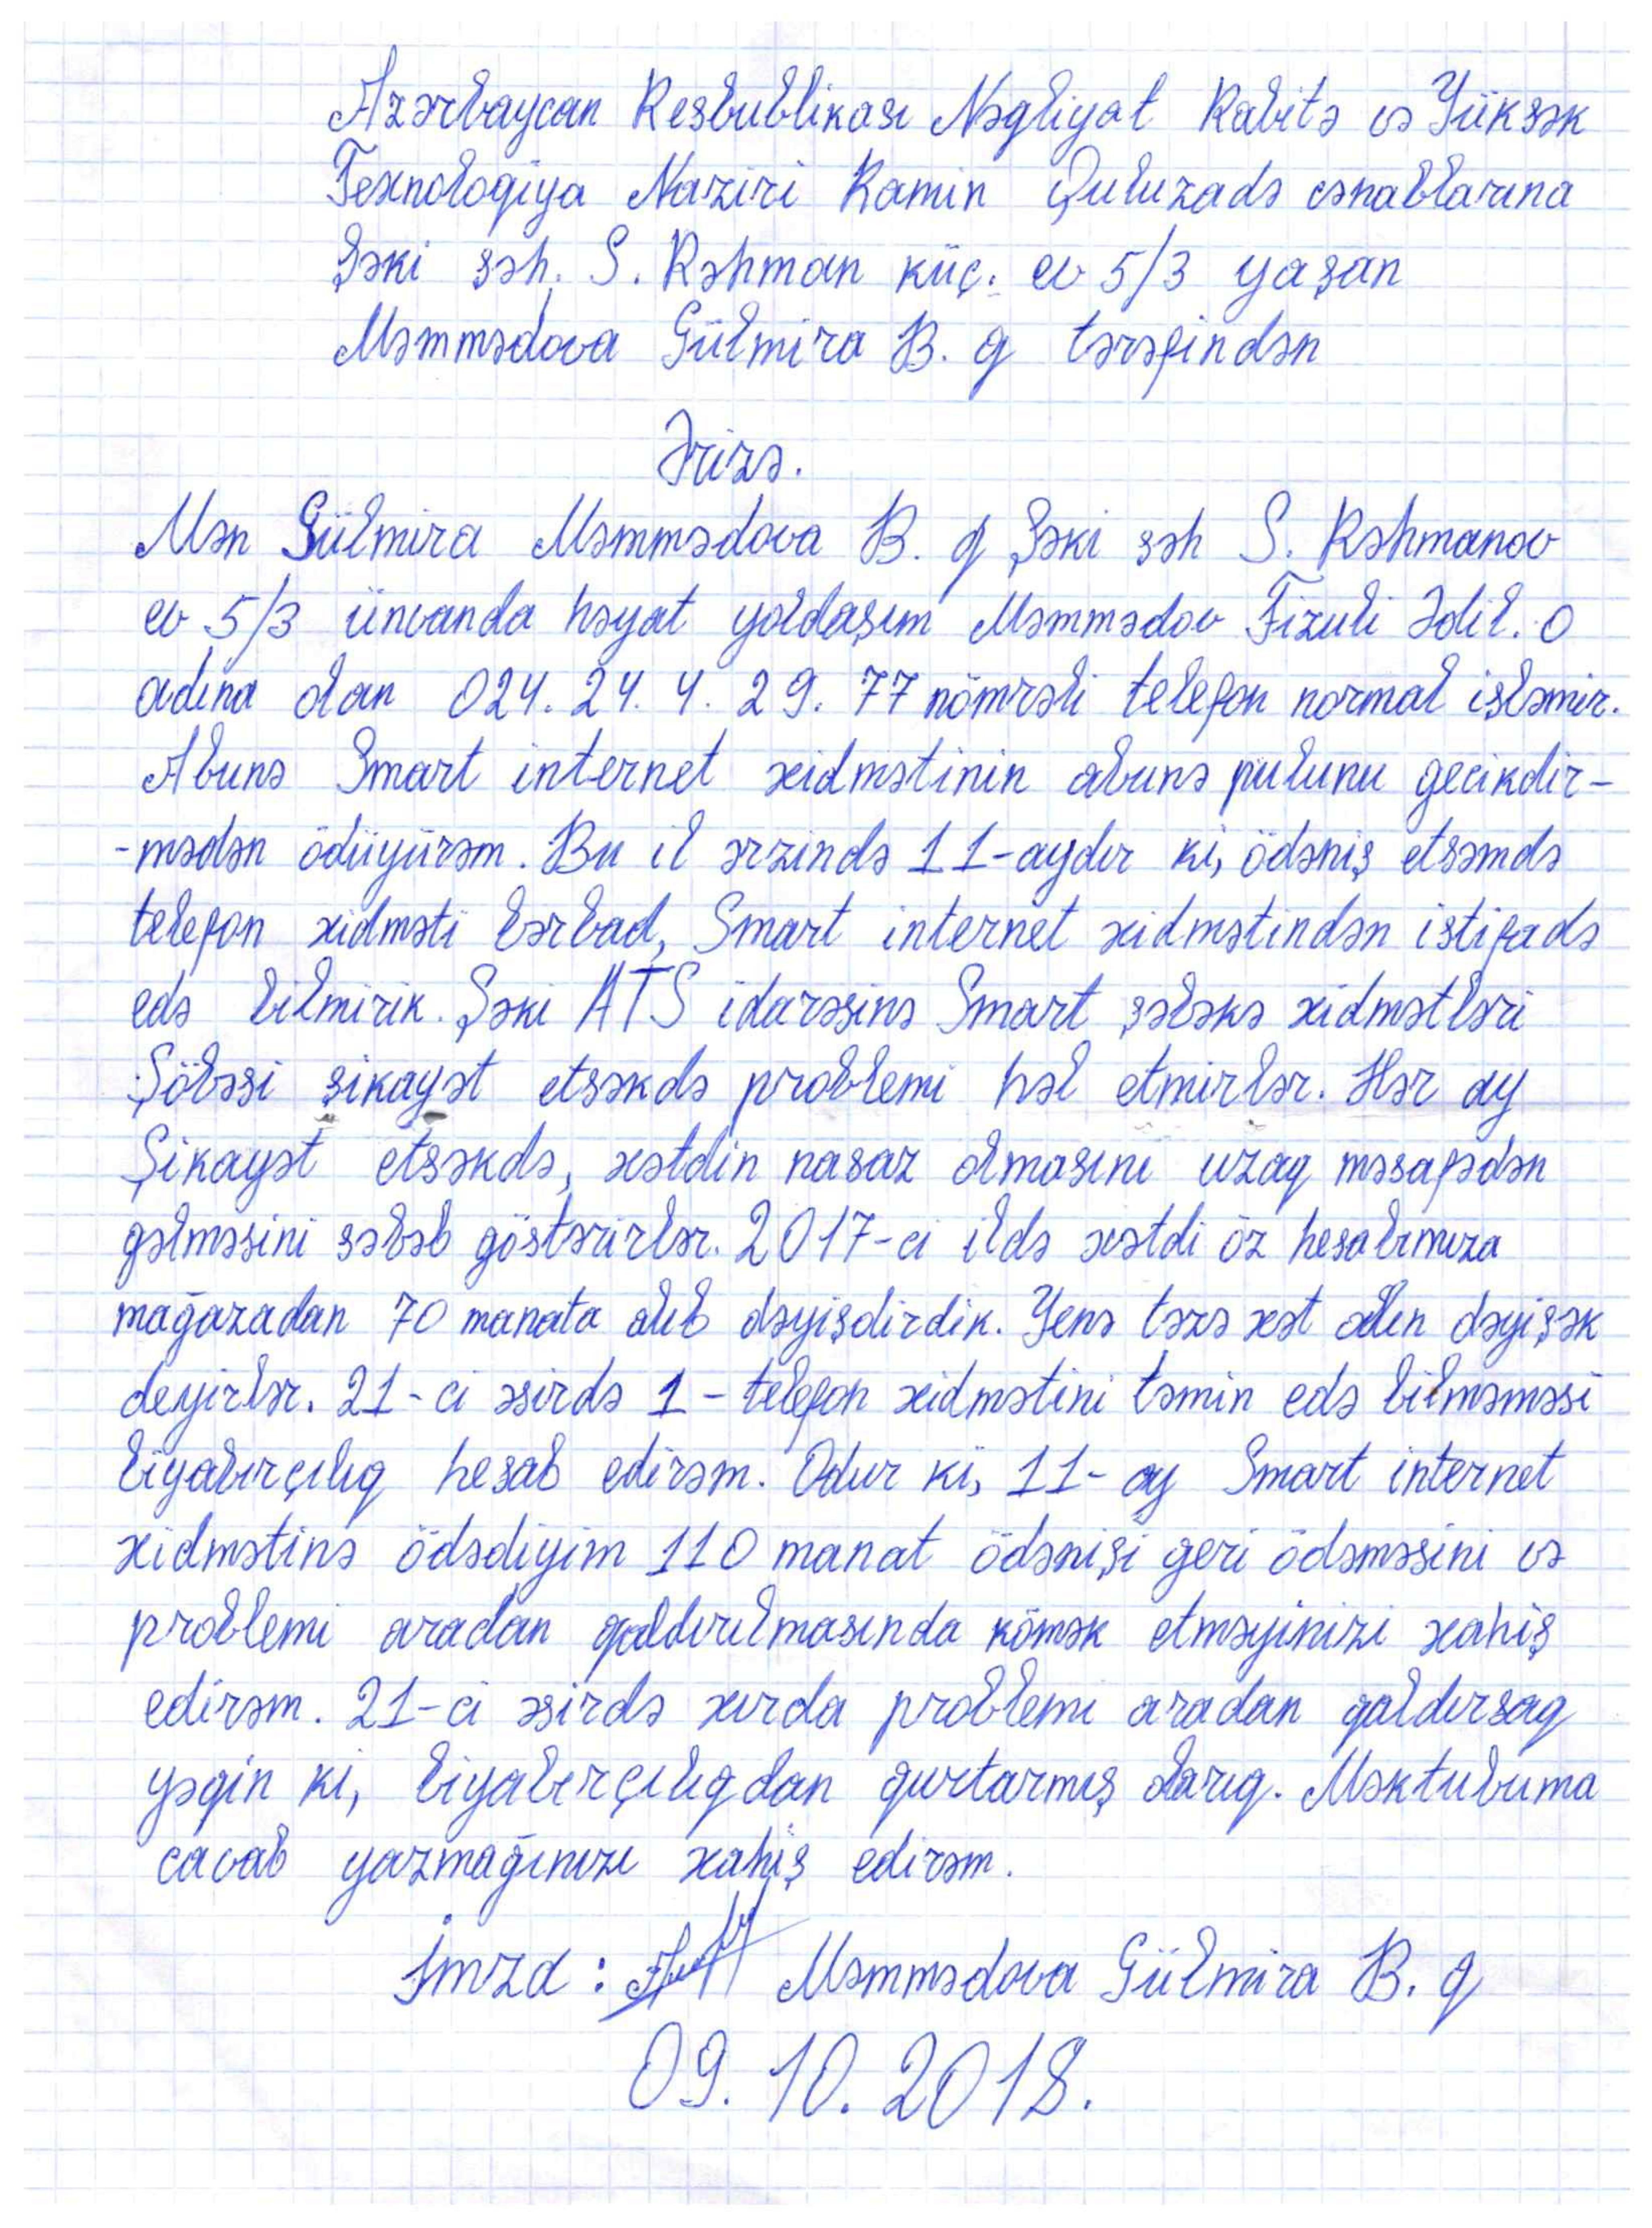 Azərbaycan Resbublikası Nəqliyat Rabitə və Yüksək
Texnologiya Naziri Ramin Quluzadə cənablarına
Şəki şəh. S. Rəhman küç. ev 5/3 yaşan
Məmmədova Gülmira B. q tərəfindən
Ərizə.
Mən Gülmira Məmmədova B. q Şəki şəh S. Rəhmanov
ev 5/3 ünvanda həyat yoldaşım Məmmədov Fizuli Ədil. O
adına olan 024. 24. 4. 29. 77 nömrəli telefon normal isləmir.
Abunə Smart internet xidmətinin abunə pulunu gecikdir-
-mədən ödüyürəm. Bu il ərzində 11-aydır ki, ödəniş etsəmdə
telefon xidməti bərbad, Smart internet xidmətindən istifadə
edə bilmirik. Şəki ATS idarəsinə Smart şəbəkə xidmətləri
Şöbəsi şikayət etsəkdə problemi həl etmirlər. Hər ay
Şikayət etsəkdə, xətdin nasaz olmasını uzaq məsafədən
gəlməsini səbəb göstərirlər. 2017-ci ildə xətdi öz hesabımıza
mağazadan 70 manata alıb dəyişdirdik. Yenə təzə xət alın dəyişək
deyirlər. 21-ci əsirdə 1-telefon xidmətini təmin edə bilməməsi
biyabırçılıq hesab edirəm. Odur ki, 11-ay Smart internet
xidmətinə ödədiyim 110 manat ödənişi geri ödəməsini və
problemi aradan qaldırılmasında kömək etməyinizi xahiş
edirəm. 21-ci əsirdə xırda problemi aradan qaldırsaq
yəqin ki, biyabırçılıqdan qurtarmış olarıq. Məktubuma
cavab yazmağınızı xahiş edirəm.
İmza: Məmmədova Gülmira B. q
09. 10. 2018.